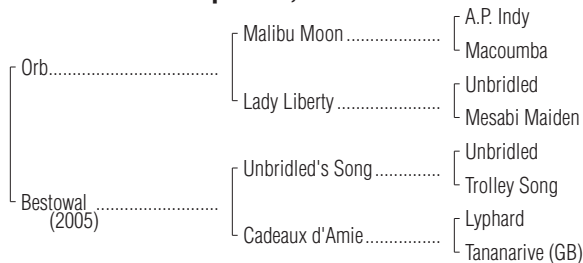 A.P. Indy
Malibu Moon ........................
Macoumba
Orb............................................
Unbridled
Lady Liberty ..........................
Mesabi Maiden
Unbridled
Unbridled's Song..................
Trolley Song
Bestowal ................................
(2005)
Lyphard
Cadeaux d'Amie....................
Tananarive (GB)